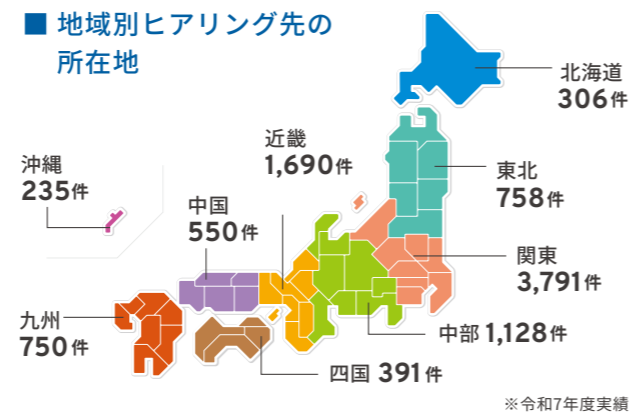 ■ 地域別ヒアリング先の
所在地
北海道
306件
近畿
1,690件
沖縄
235件
東北
758件
中国
550件
関東
3,791件
九州
750件
中部 1,128件
四国 391件
※令和7年度実績